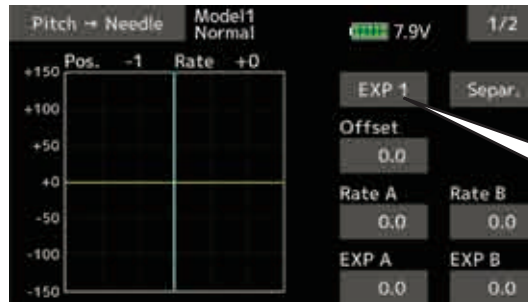 Pitch → Needle Model1 Normal 7.9V 1/2
Pos. -1 Rate +0
+150
+100
+50
+0
-50
-100
-150
EXP 1 Separ.
Offset
0.0
Rate A Rate B
0.0 0.0
EXP A EXP B
0.0 0.0